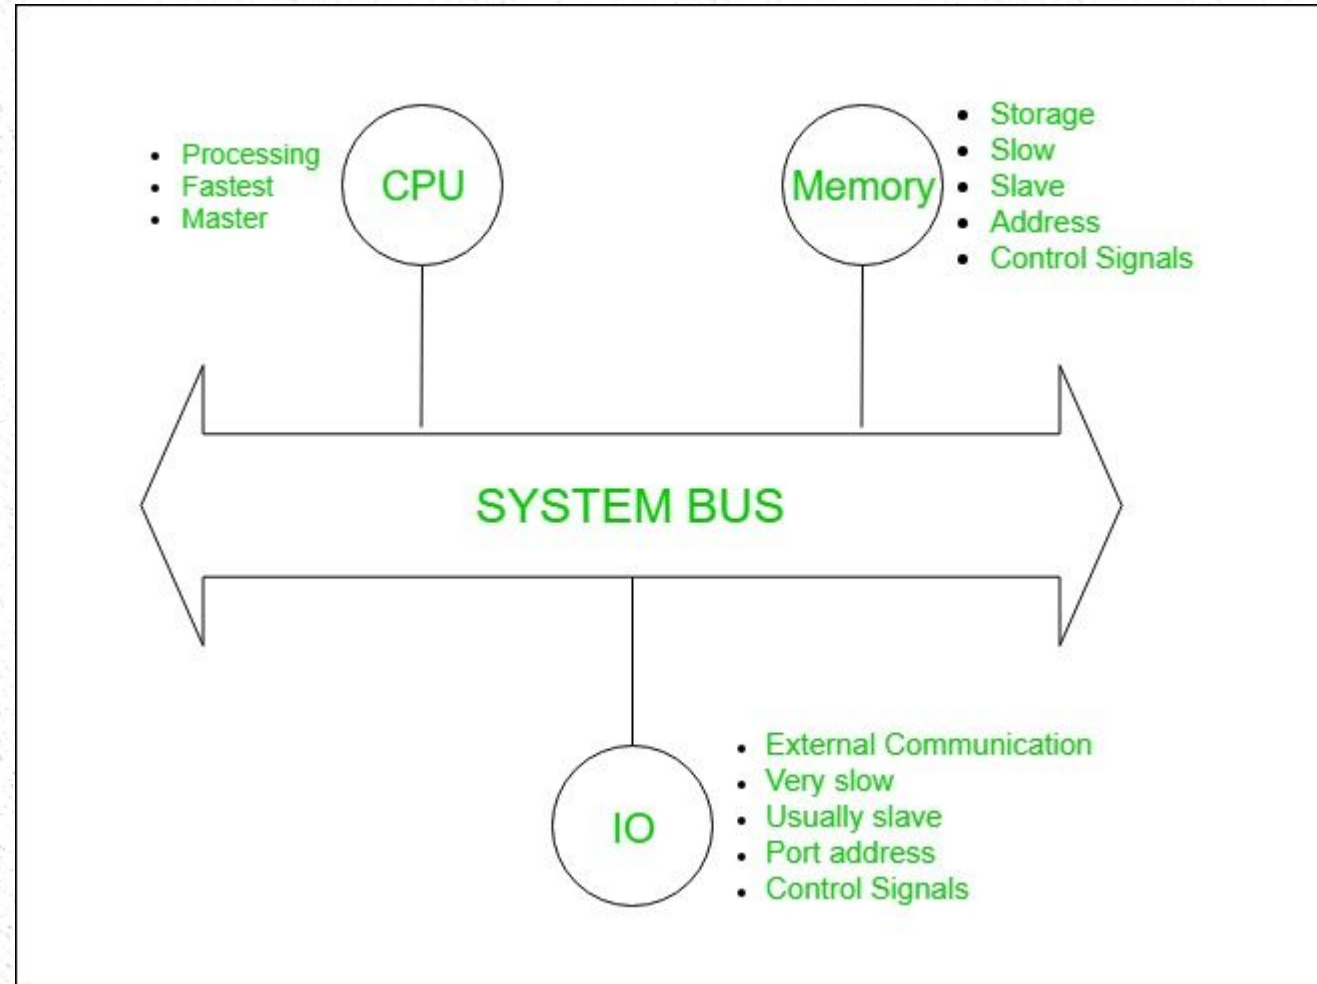 Processing
Fastest
Master
CPU
Memory
Storage
Slow
Slave
Address
Control Signals
SYSTEM BUS
IO
External Communication
Very slow
Usually slave
Port address
Control Signals